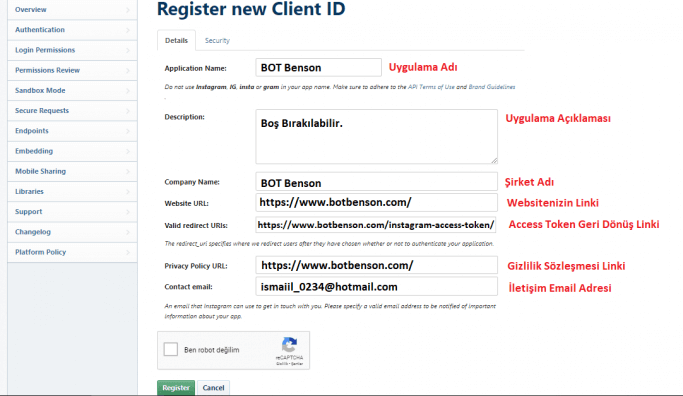 Register new Client ID
Overview
Authentication
Login Permissions
Permissions Review
Sandbox Mode
Secure Requests
Endpoints
Embedding
Mobile Sharing
Libraries
Support
Changelog
Platform Policy
Details Security
Application Name: BOT Benson Uygulama Adı
Do not use Instagram, IG, insta or gram in your app name. Make sure to adhere to the API Terms of Use and Brand Guidelines
.
Description: Boş Bırakılabilir. Uygulama Açıklaması
Company Name: BOT Benson Şirket Adı
Website URL: https://www.botbenson.com/ Websitenizin Linki
Valid redirect URIs: https://www.botbenson.com/instagram-access-token/ Access Token Geri Dönüş Linki
The redirect_uri specifies where we redirect users after they have chosen whether or not to authenticate your application.
Privacy Policy URL: https://www.botbenson.com/ Gizlilik Sözleşmesi Linki
Contact email: ismaiil_0234@hotmail.com İletişim Email Adresi
An email that Instagram can use to get in touch with you. Please specify a valid email address to be notified of important
information about your app.
Ben robot değilim
reCAPTCHA
Gizlilik - Şartlar
Register Cancel